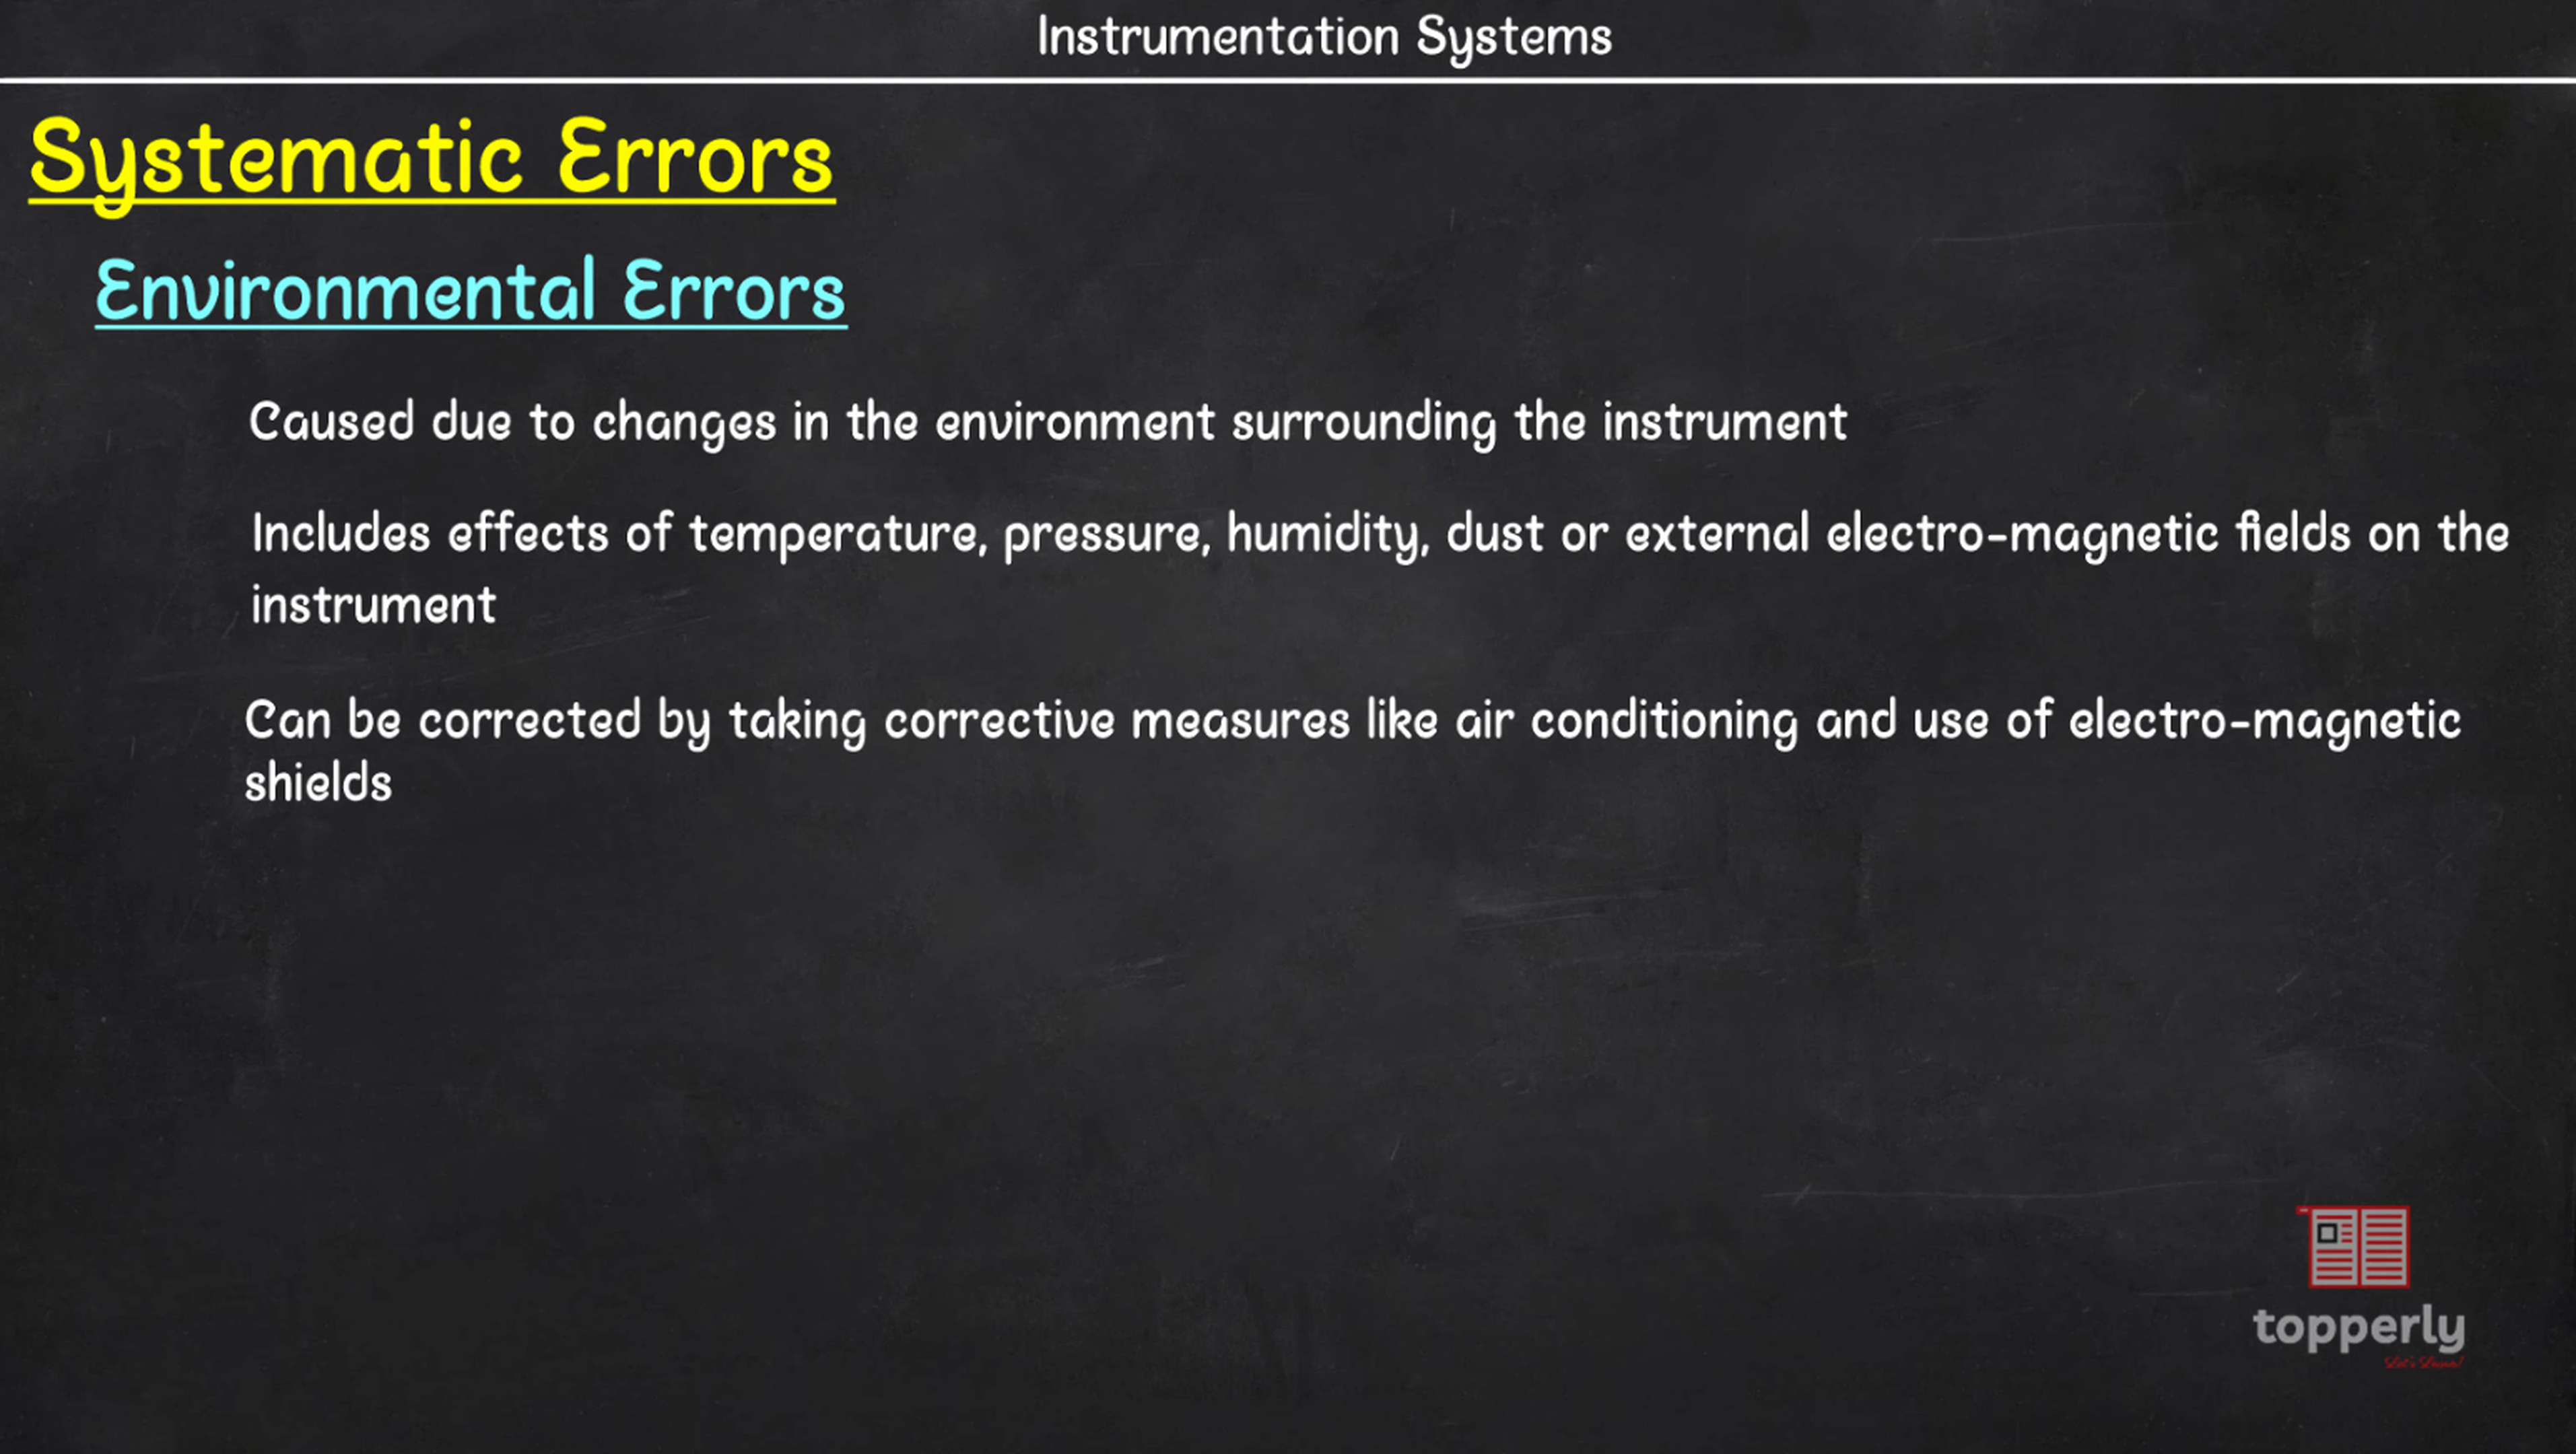 Instrumentation Systems
Systematic Errors
Environmental Errors
Caused due to changes in the environment surrounding the instrument
Includes effects of temperature, pressure, humidity, dust or external electro-magnetic fields on the
instrument
Can be corrected by taking corrective measures like air conditioning and use of electro-magnetic
shields
topperly
Let's Learn!